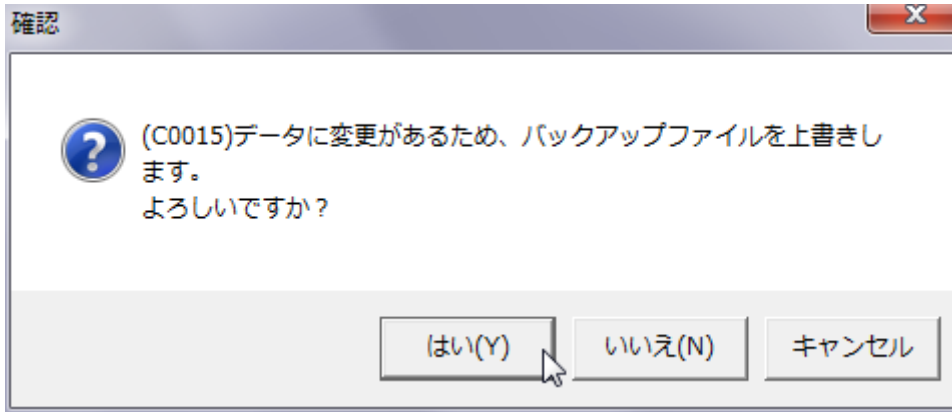 確認
(C0015)データに変更があるため、バックアップファイルを上書きし
ます。
よろしいですか？
はい(Y)
いいえ(N)
キャンセル